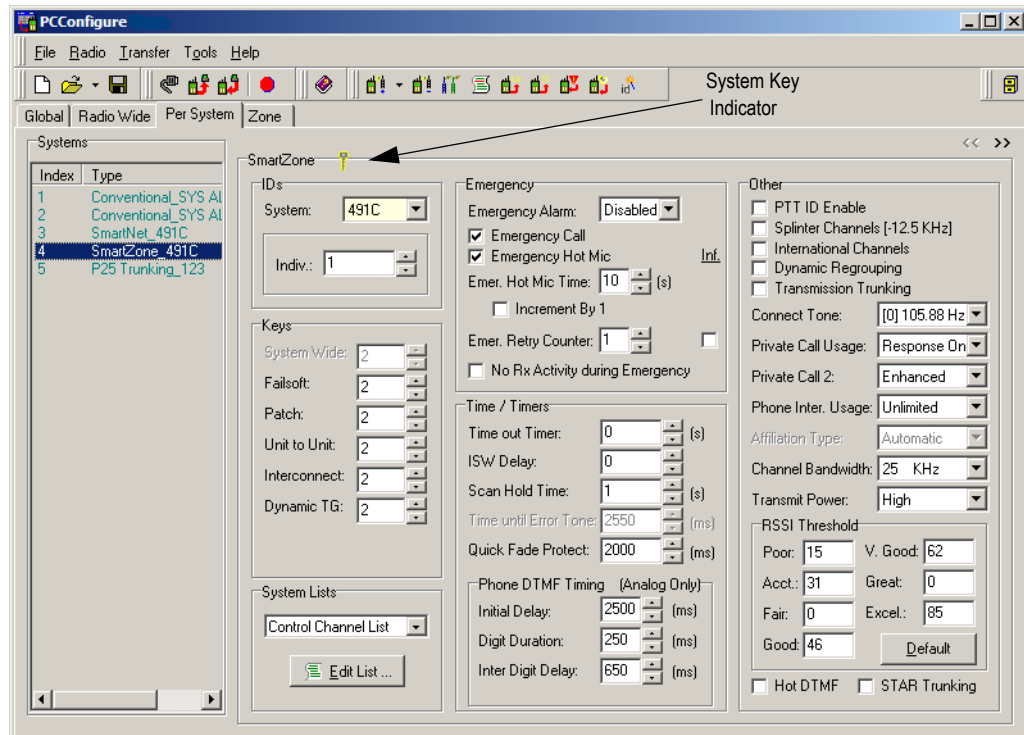 PCConfigure
File Radio Transfer Tools Help
System Key
Indicator
Global Radio Wide Per System Zone
Systems
Index Type
1 Conventional_SYS AL
2 Conventional_SYS AL
3 SmartNet_491C
4 SmartZone_491C
5 P25 Trunking_123
<< >>
SmartZone
IDs
System: 491C
Indiv.: 1
Keys
System Wide: 2
Failsoft: 2
Patch: 2
Unit to Unit: 2
Interconnect: 2
Dynamic TG: 2
System Lists
Control Channel List
Edit List ...
Emergency
Emergency Alarm: Disabled
Emergency Call
Emergency Hot Mic Inf.
Emer. Hot Mic Time: 10 (s)
Increment By 1
Emer. Retry Counter: 1
No Rx Activity during Emergency
Time / Timers
Time out Timer: 0 (s)
ISW Delay: 0
Scan Hold Time: 1 (s)
Time until Error Tone: 2550 (ms)
Quick Fade Protect: 2000 (ms)
Phone DTMF Timing (Analog Only)
Initial Delay: 2500 (ms)
Digit Duration: 250 (ms)
Inter Digit Delay: 650 (ms)
Other
PTT ID Enable
Splinter Channels [-12.5 KHz]
International Channels
Dynamic Regrouping
Transmission Trunking
Connect Tone: [0] 105.88 Hz
Private Call Usage: Response On
Private Call 2: Enhanced
Phone Inter. Usage: Unlimited
Affiliation Type: Automatic
Channel Bandwidth: 25 KHz
Transmit Power: High
RSSI Threshold
Poor: 15 V. Good: 62
Acct.: 31 Great: 0
Fair: 0 Excel.: 85
Good: 46 Default
Hot DTMF STAR Trunking